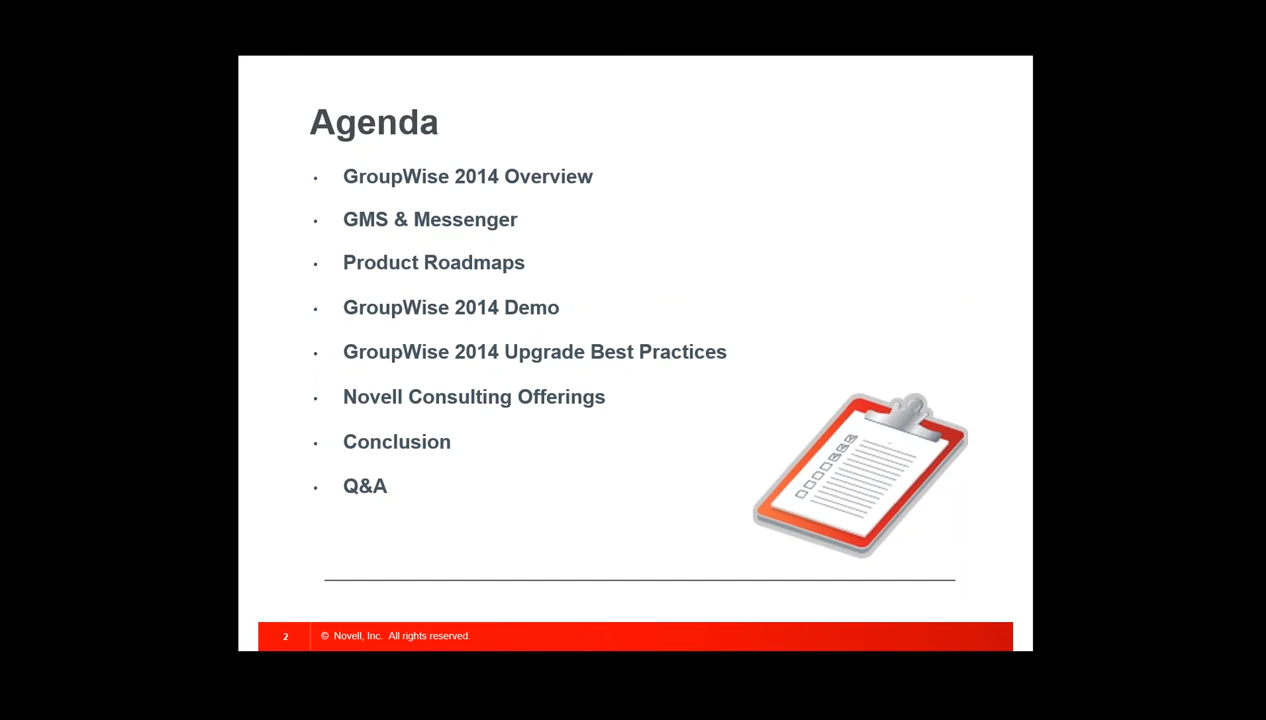 Agenda
• GroupWise 2014 Overview
• GMS & Messenger
• Product Roadmaps
• GroupWise 2014 Demo
• GroupWise 2014 Upgrade Best Practices
• Novell Consulting Offerings
• Conclusion
• Q&A
2 © Novell, Inc. All rights reserved.